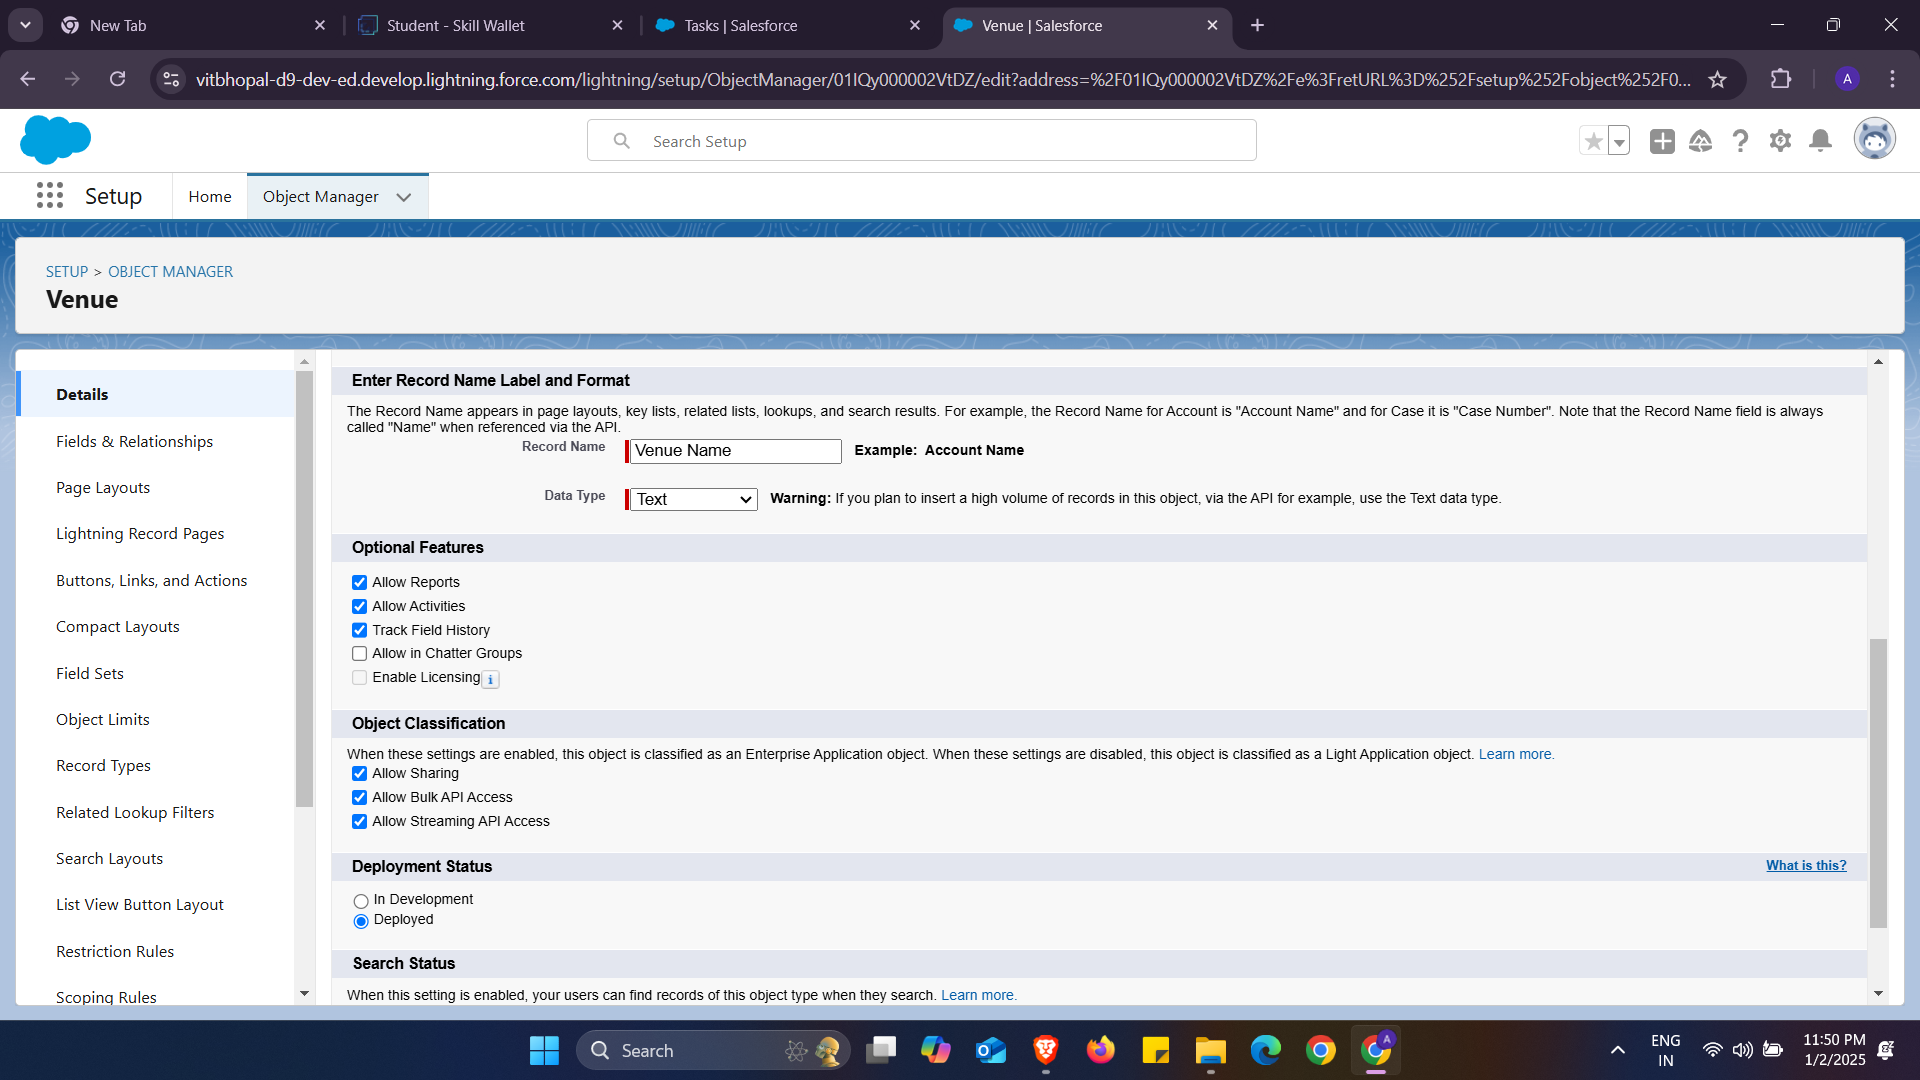 New Tab
Student - Skill Wallet
Tasks | Salesforce
Venue | Salesforce
vitbhopal-d9-dev-ed.develop.lightning.force.com/lightning/setup/ObjectManager/01IQy000002VtDZ/edit?address=%2F01IQy000002VtDZ%2Fe%3FretURL%3D%252Fsetup%252Fobject%252F0...
A
Search Setup
Setup
Home
Object Manager
SETUP > OBJECT MANAGER
Venue
Details
Fields & Relationships
Page Layouts
Lightning Record Pages
Buttons, Links, and Actions
Compact Layouts
Field Sets
Object Limits
Record Types
Related Lookup Filters
Search Layouts
List View Button Layout
Restriction Rules
Scoping Rules
Enter Record Name Label and Format
The Record Name appears in page layouts, key lists, related lists, lookups, and search results. For example, the Record Name for Account is "Account Name" and for Case it is "Case Number". Note that the Record Name field is always
called "Name" when referenced via the API.
Record Name Venue Name Example: Account Name
Data Type Text Warning: If you plan to insert a high volume of records in this object, via the API for example, use the Text data type.
Optional Features
Allow Reports
Allow Activities
Track Field History
Allow in Chatter Groups
Enable Licensing i
Object Classification
When these settings are enabled, this object is classified as an Enterprise Application object. When these settings are disabled, this object is classified as a Light Application object. Learn more.
Allow Sharing
Allow Bulk API Access
Allow Streaming API Access
Deployment Status What is this?
In Development
Deployed
Search Status
When this setting is enabled, your users can find records of this object type when they search. Learn more.
Search
A
ENG
IN
11:50 PM
1/2/2025